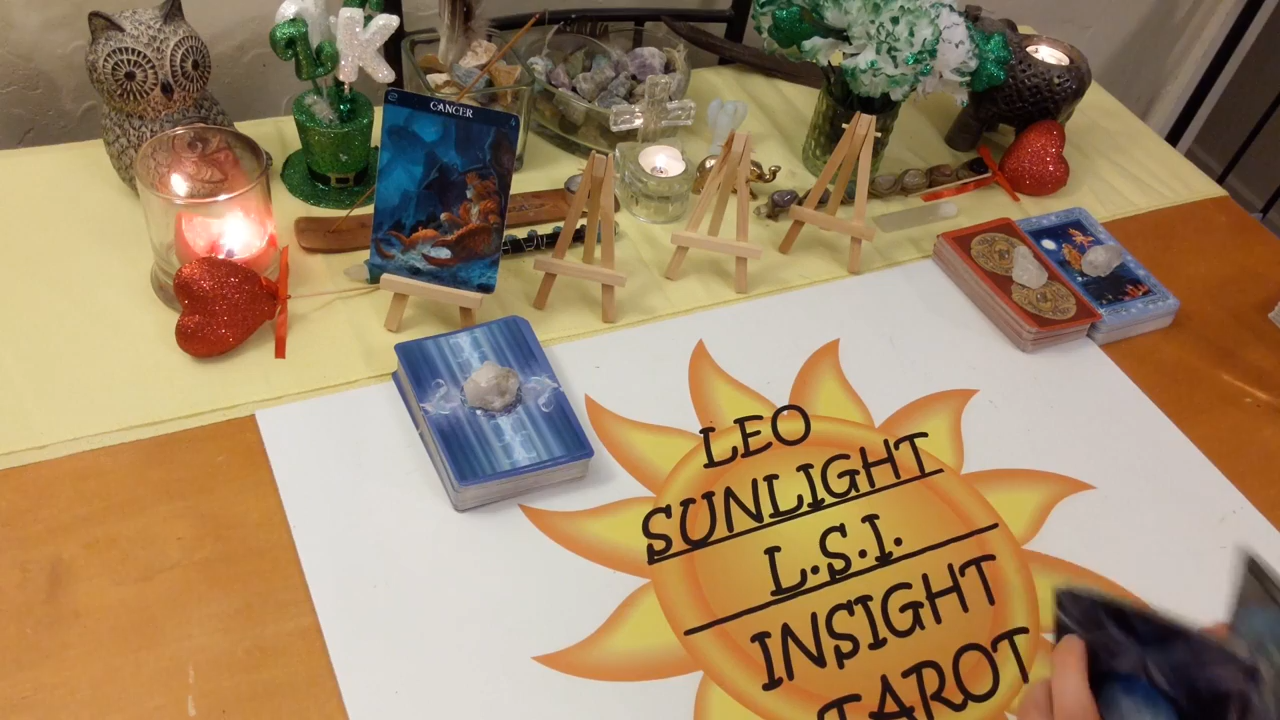 K
CANCER
LEO
SUNLIGHT
L.S.I.
INSIGHT
TAROT